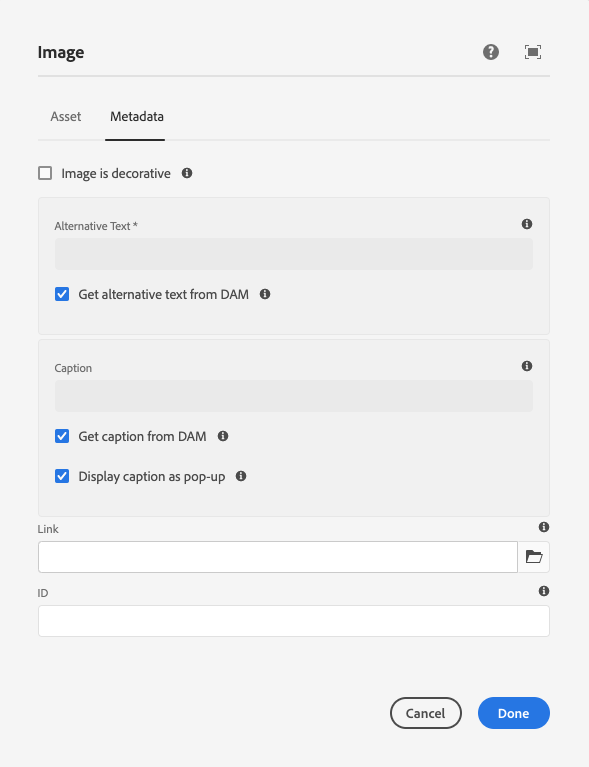 Image
Asset Metadata
Image is decorative
Alternative Text *
Get alternative text from DAM
Caption
Get caption from DAM
Display caption as pop-up
Link
ID
Cancel Done